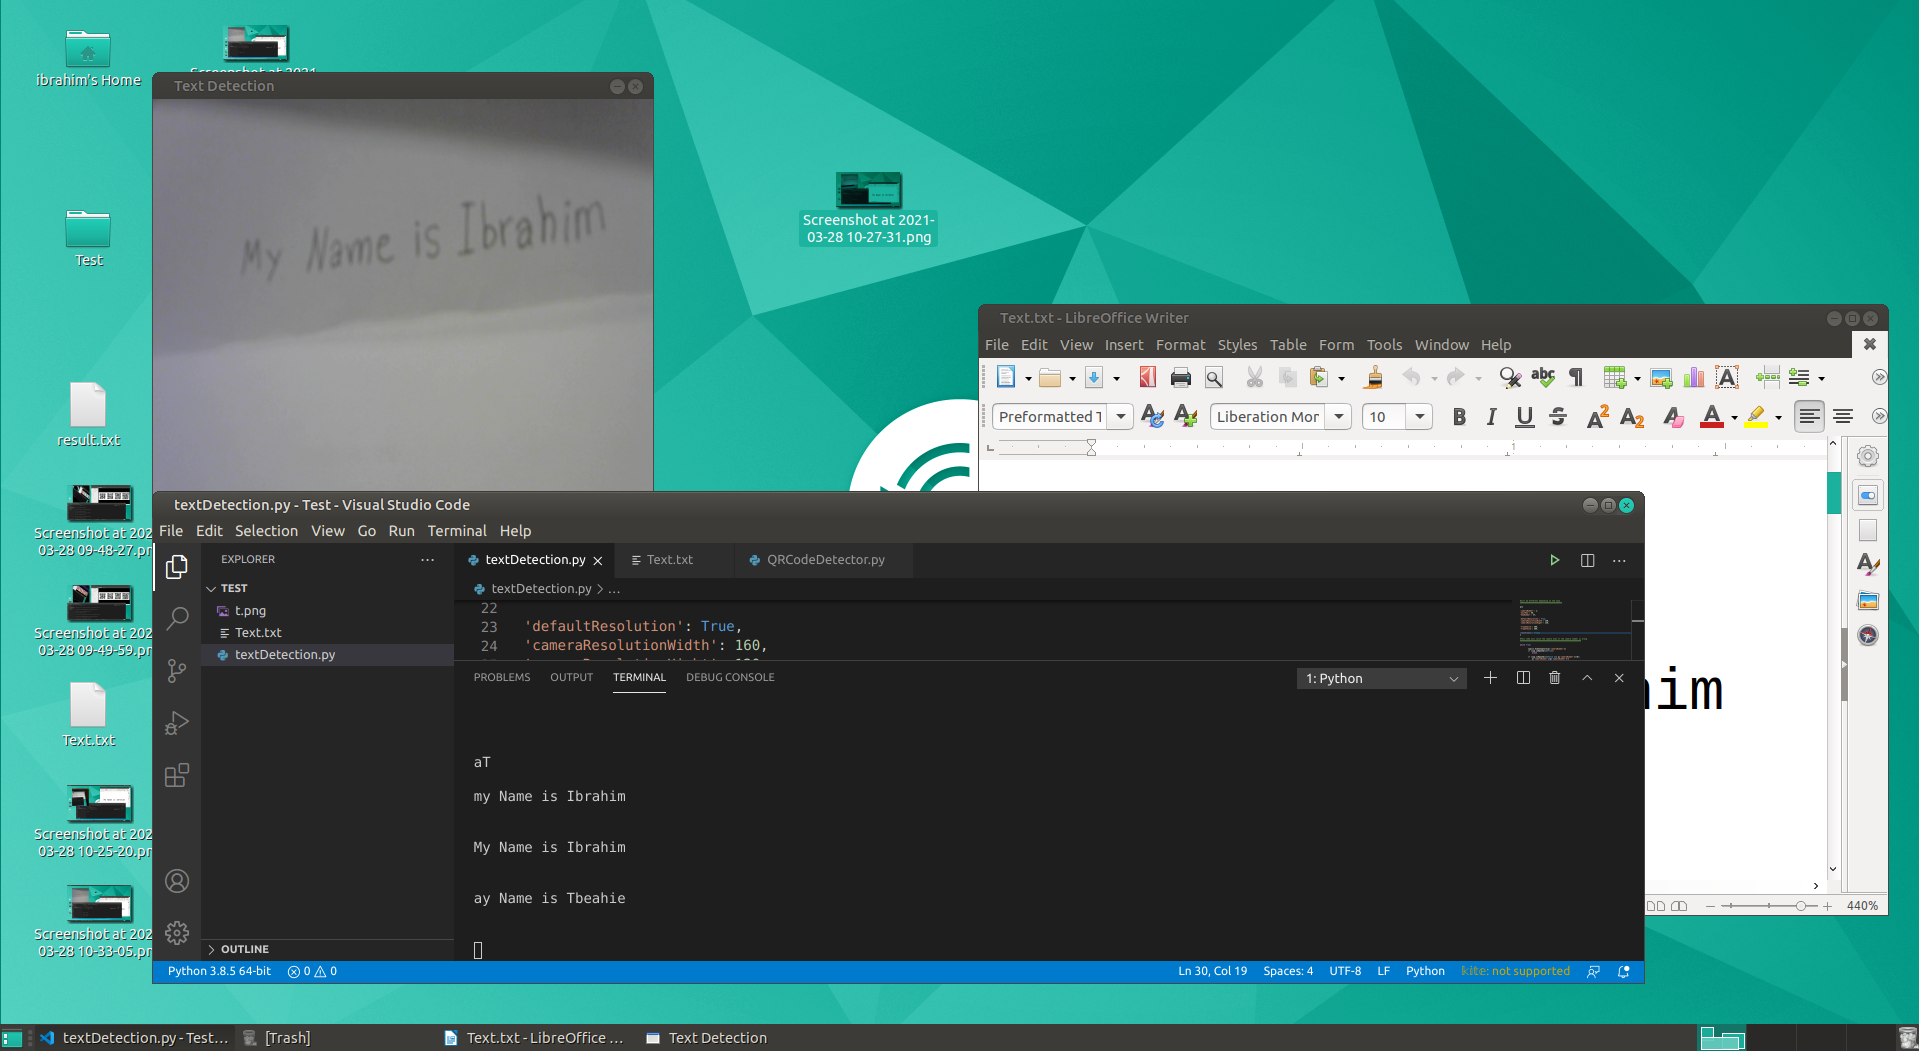 ibrahim's Home
Screenshot at 2021-
Test
result.txt
Screenshot at 202
03-28 09-48-27.pn
Screenshot at 202
03-28 09-49-59.pn
Text.txt
Screenshot at 202
03-28 10-25-20.pn
Screenshot at 202
03-28 10-33-05.pn
Screenshot at 2021-
03-28 10-27-31.png
Text Detection
My Name is Ibrahim
Text.txt - LibreOffice Writer
File Edit View Insert Format Styles Table Form Tools Window Help
Preformatted T Liberation Mor 10
1
him
440%
textDetection.py - Test - Visual Studio Code
File Edit Selection View Go Run Terminal Help
EXPLORER
TEST
t.png
Text.txt
textDetection.py
OUTLINE
textDetection.py Text.txt QRCodeDetector.py
textDetection.py > ...
22
23 'defaultResolution': True,
24 'cameraResolutionWidth': 160,
PROBLEMS OUTPUT TERMINAL DEBUG CONSOLE
1: Python
aT
my Name is Ibrahim
My Name is Ibrahim
ay Name is Tbeahie
Python 3.8.5 64-bit 0 0
Ln 30, Col 19 Spaces: 4 UTF-8 LF Python kite: not supported
textDetection.py - Test... [Trash] Text.txt - LibreOffice ... Text Detection